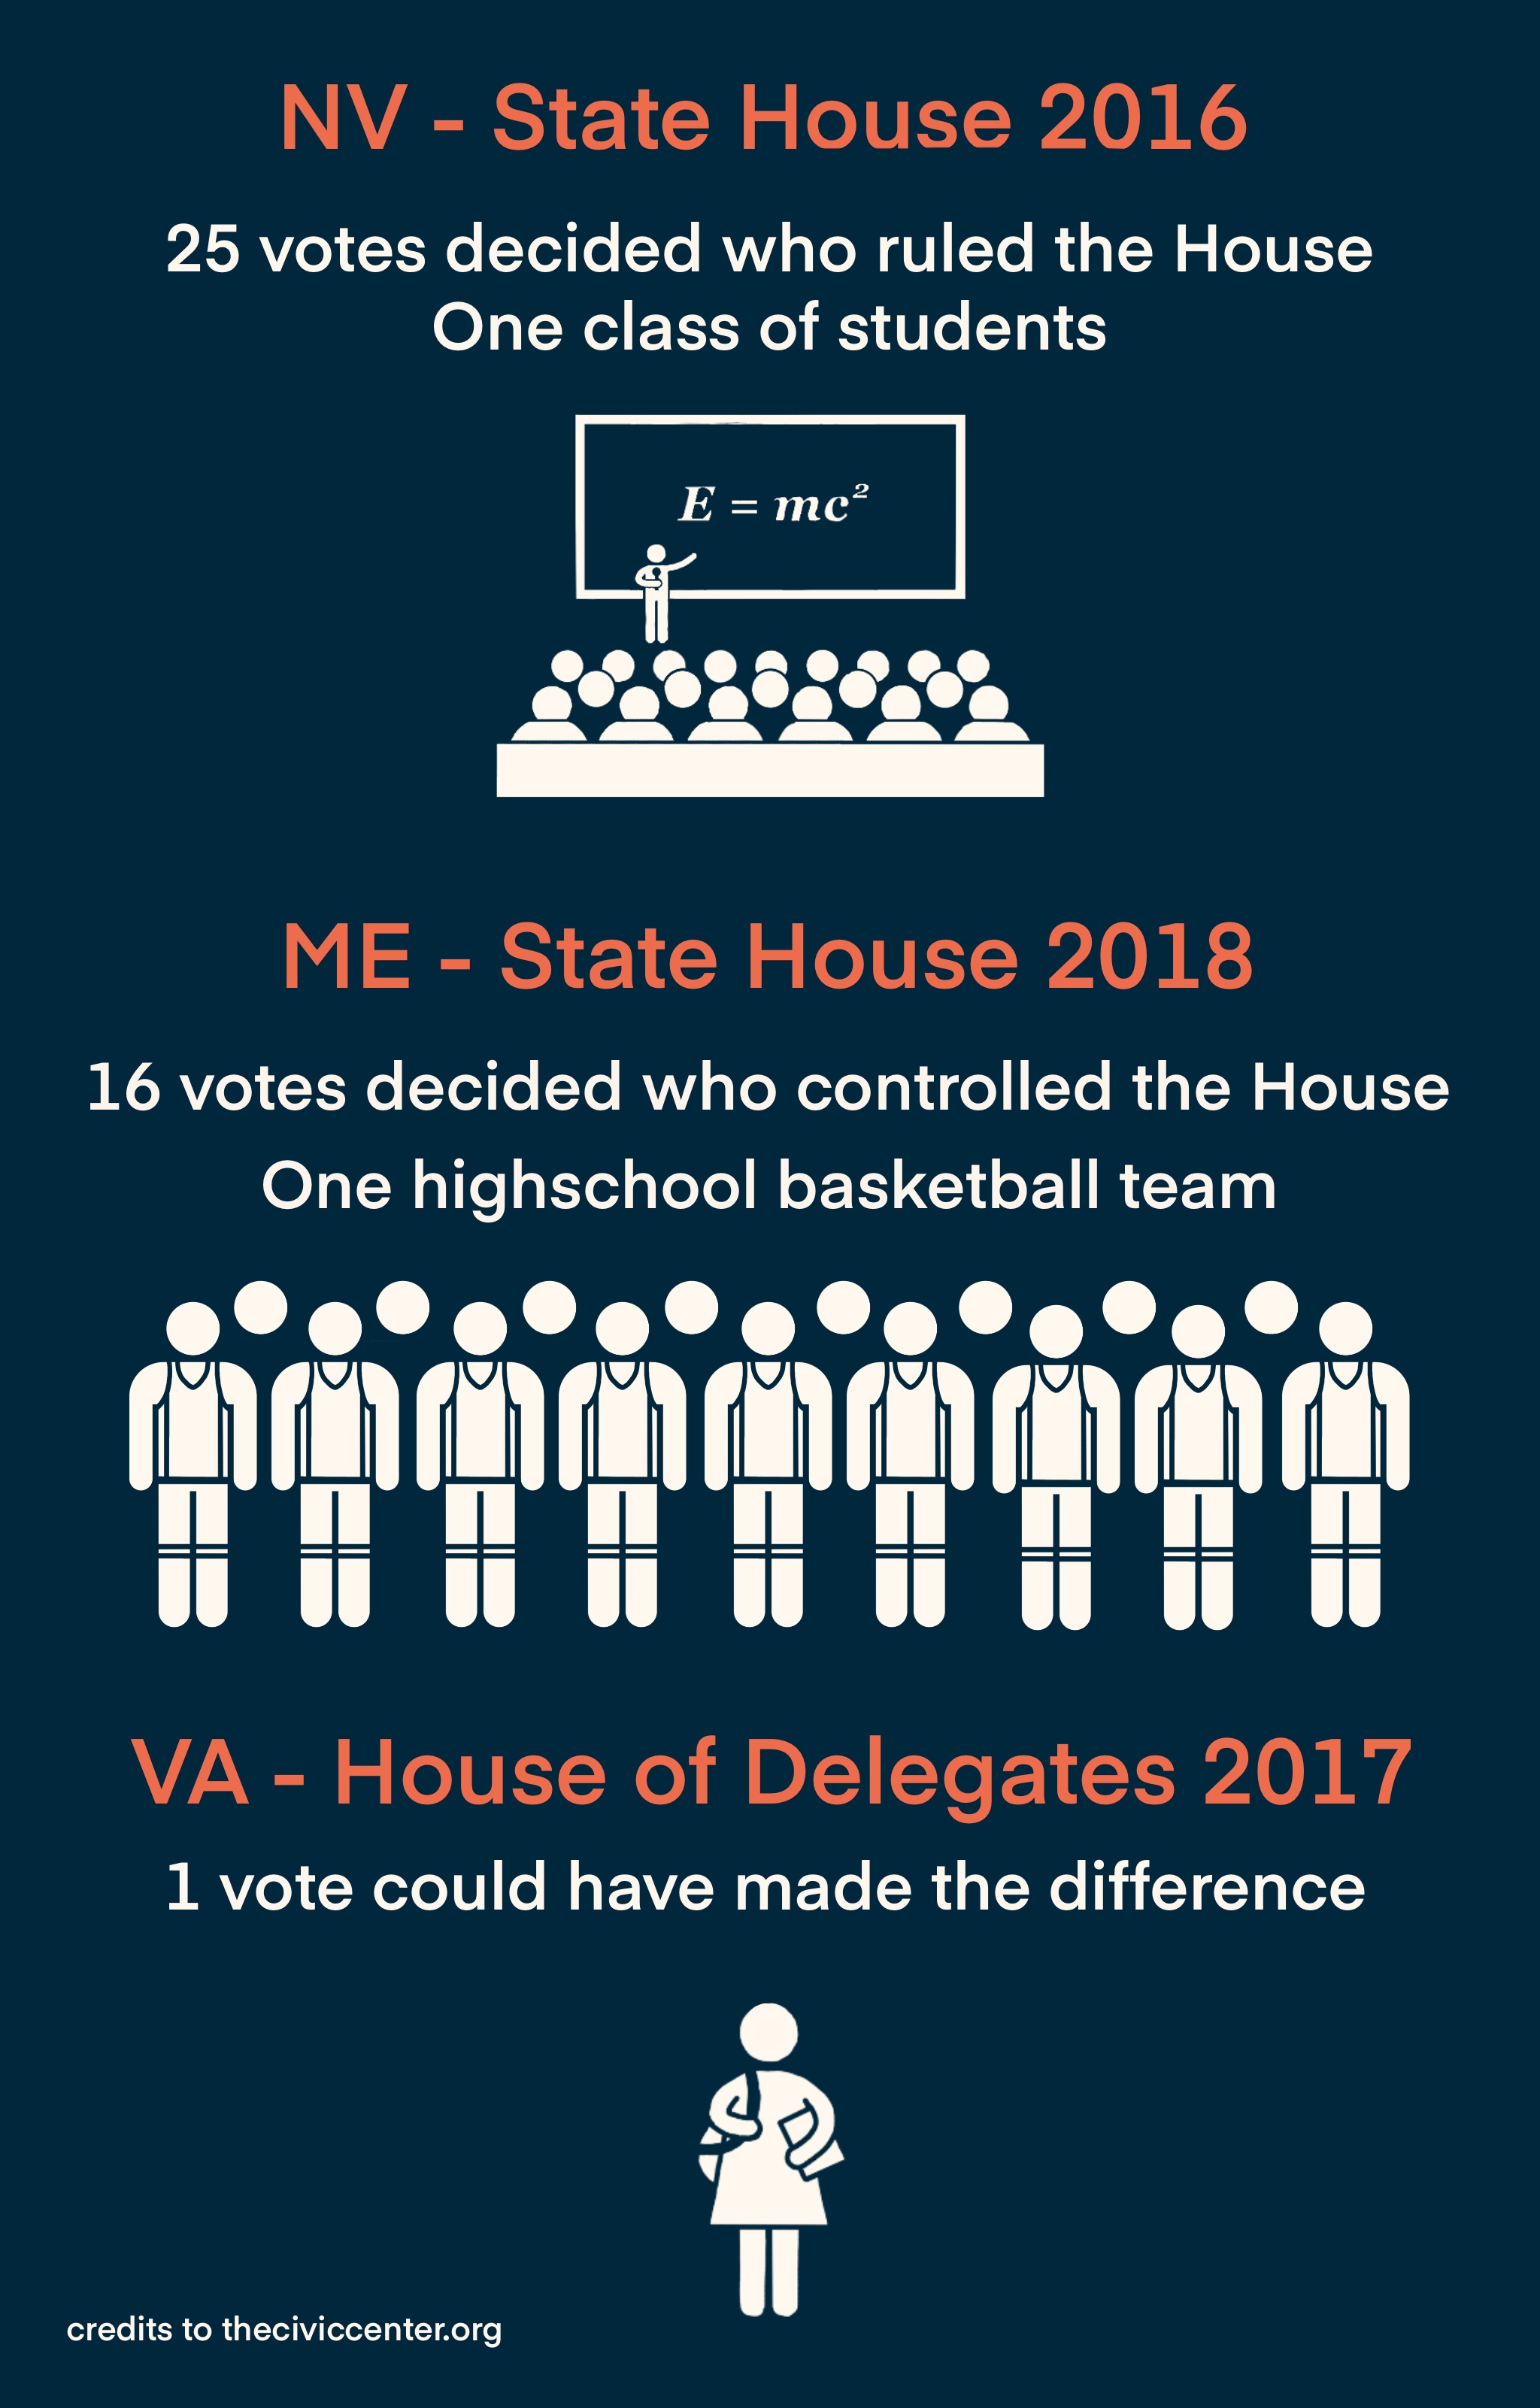 NV - State House 2016
25 votes decided who ruled the House
One class of students
E = mc²
ME - State House 2018
16 votes decided who controlled the House
One highschool basketball team
VA - House of Delegates 2017
1 vote could have made the difference
credits to theciviccenter.org